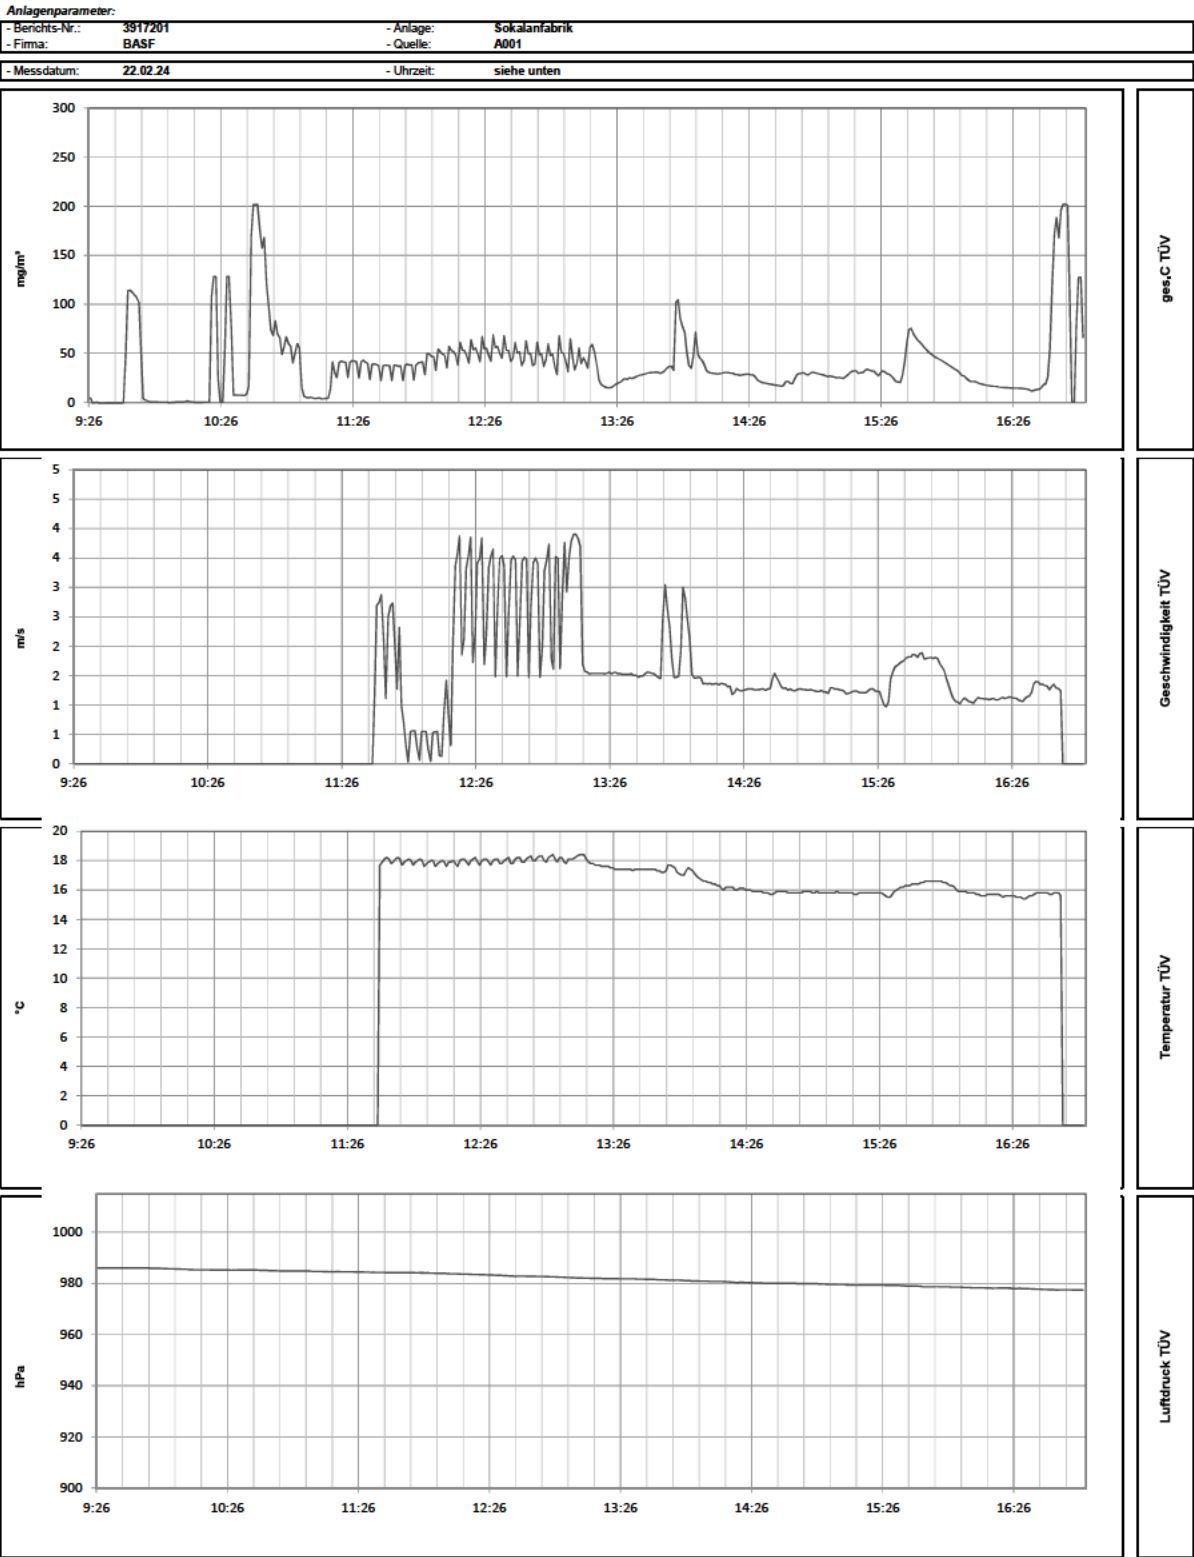 Anlagenparameter:
- Berichts-Nr.: 3917201 - Anlage: Sokalanfabrik
- Firma: BASF - Quelle: A001
- Messdatum: 22.02.24 - Uhrzeit: siehe unten
300
250
200
150
100
50
0
mg/m³
9:26 10:26 11:26 12:26 13:26 14:26 15:26 16:26
ges.C TÜV
5
5
4
4
3
3
2
2
1
1
0
m/s
9:26 10:26 11:26 12:26 13:26 14:26 15:26 16:26
Geschwindigkeit TÜV
20
18
16
14
12
10
8
6
4
2
0
°C
9:26 10:26 11:26 12:26 13:26 14:26 15:26 16:26
Temperatur TÜV
1000
980
960
940
920
900
hPa
9:26 10:26 11:26 12:26 13:26 14:26 15:26 16:26
Luftdruck TÜV